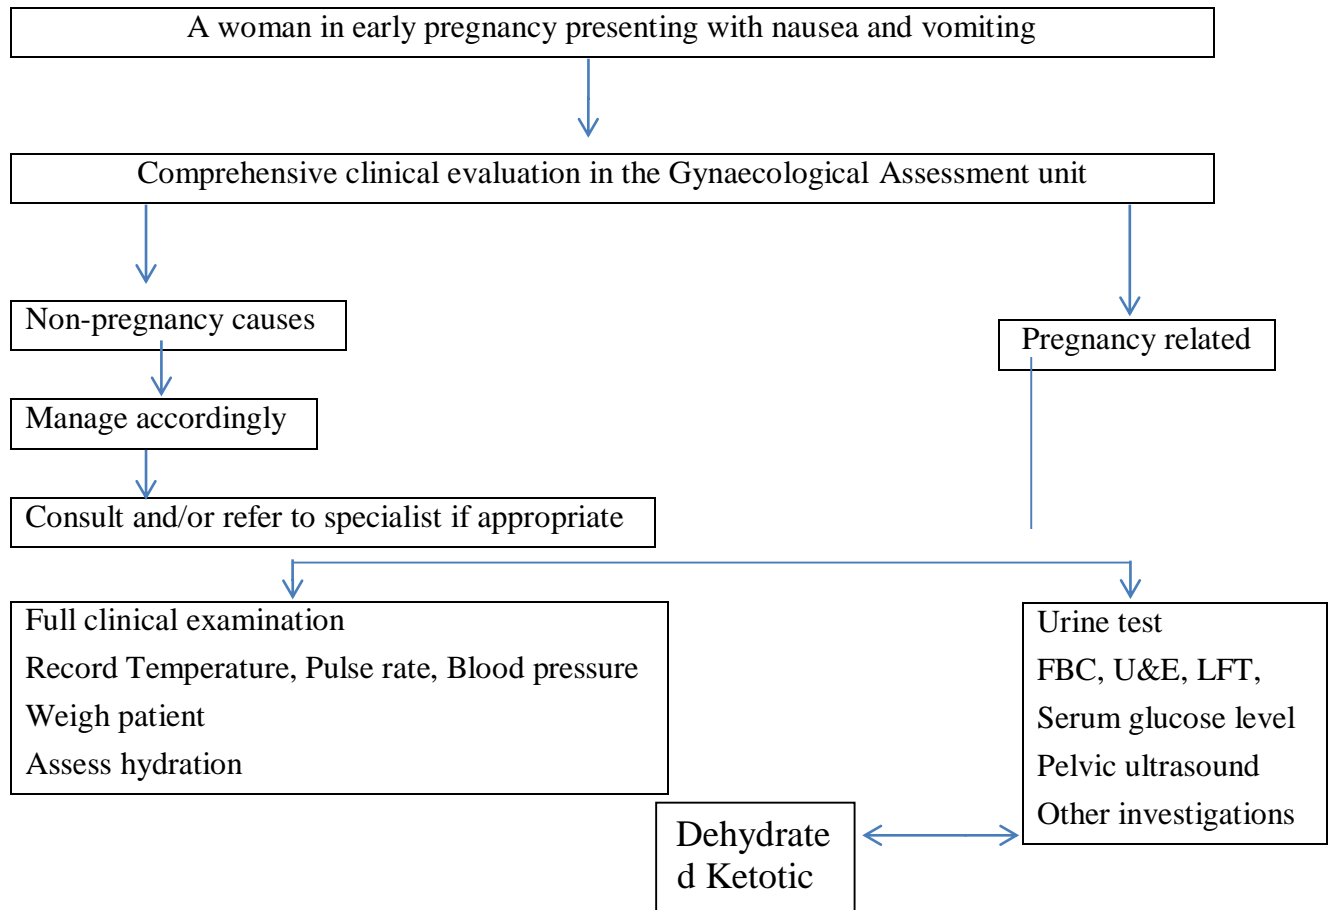 A woman in early pregnancy presenting with nausea and vomiting
Comprehensive clinical evaluation in the Gynaecological Assessment unit
Non-pregnancy causes
Pregnancy related
Manage accordingly
Consult and/or refer to specialist if appropriate
Full clinical examination
Record Temperature, Pulse rate, Blood pressure
Weigh patient
Assess hydration
Urine test
FBC, U&E, LFT,
Serum glucose level
Pelvic ultrasound
Other investigations
Dehydrate
d Ketotic